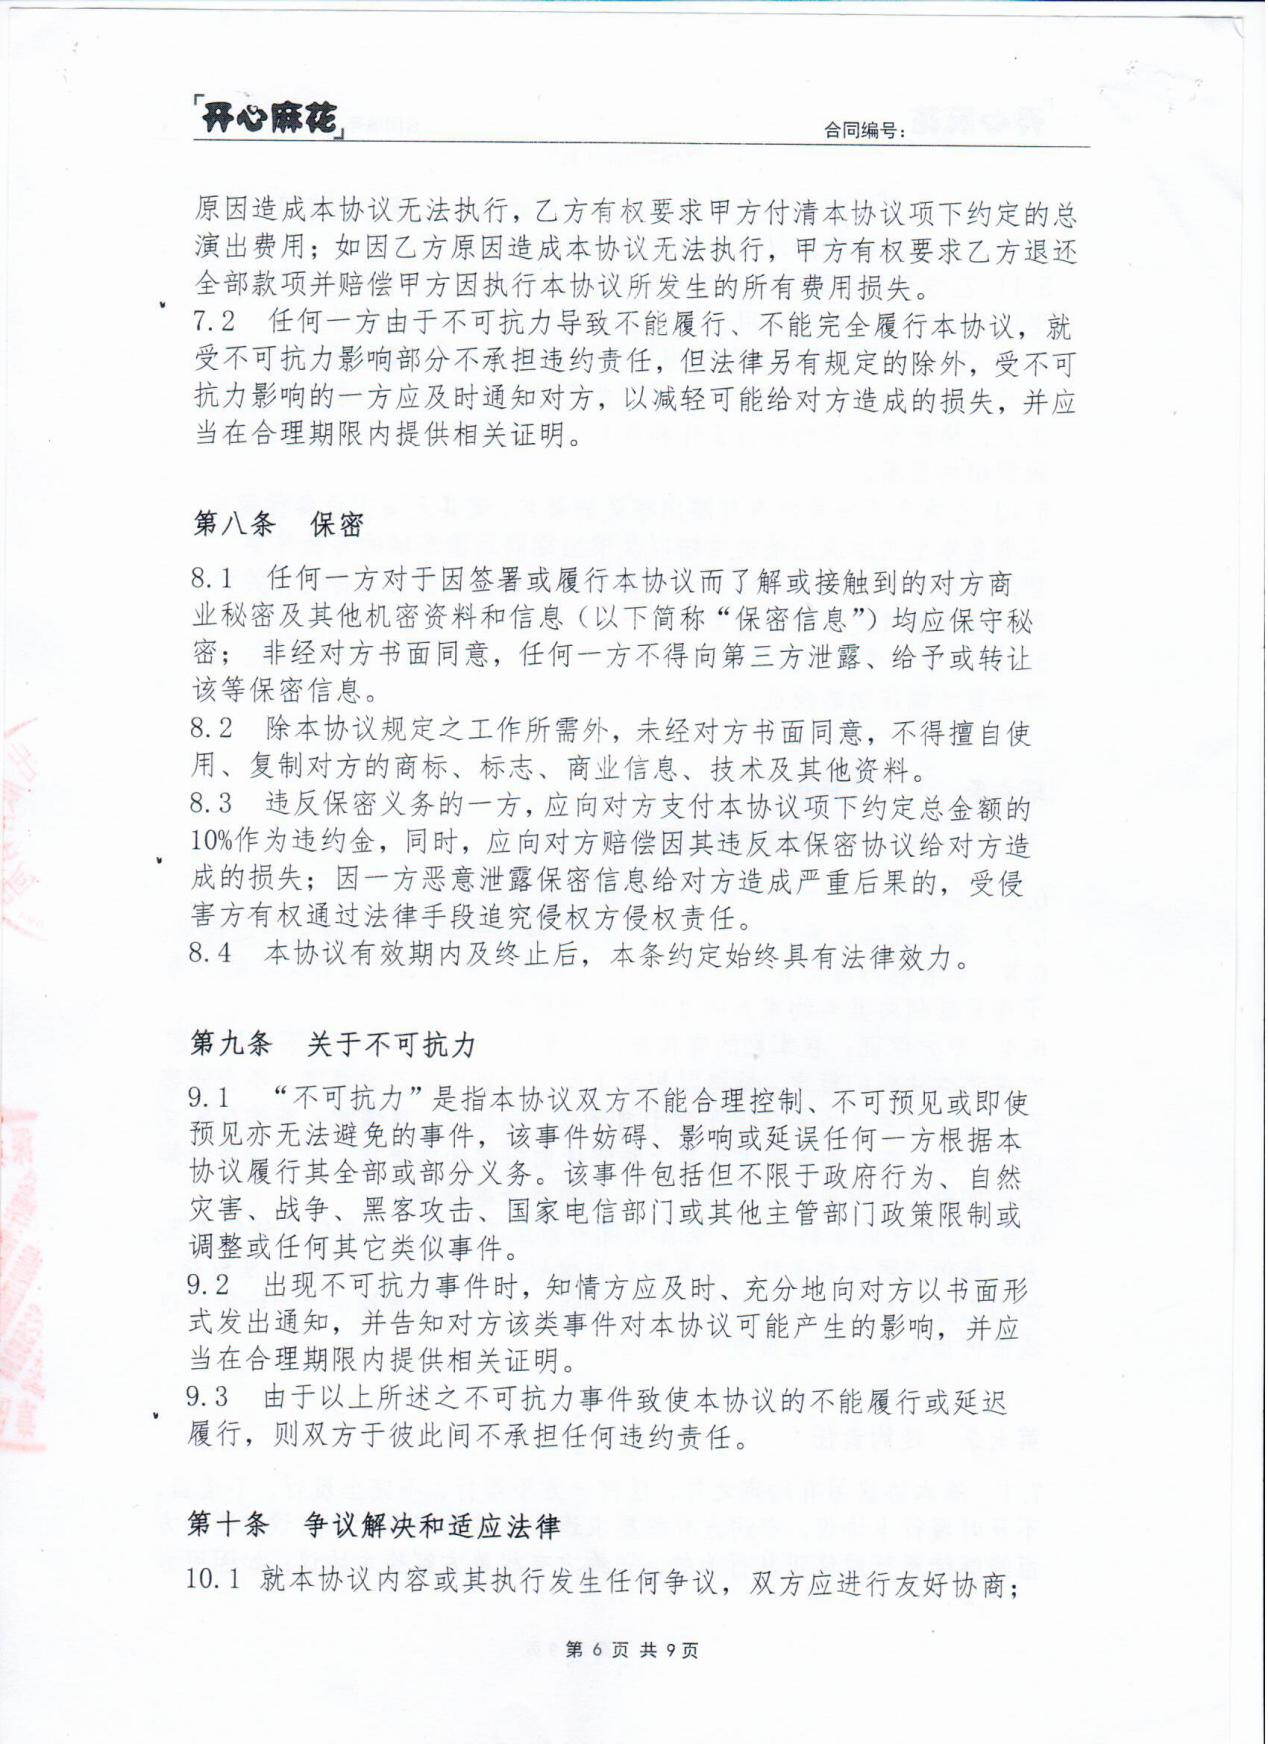 「开心麻花」
合同编号：
原因造成本协议无法执行，乙方有权要求甲方付清本协议项下约定的总
演出费用；如因乙方原因造成本协议无法执行，甲方有权要求乙方退还
全部款项并赔偿甲方因执行本协议所发生的所有费用损失。
7.2 任何一方由于不可抗力导致不能履行、不能完全履行本协议，就
受不可抗力影响部分不承担违约责任，但法律另有规定的除外，受不可
抗力影响的一方应及时通知对方，以减轻可能给对方造成的损失，并应
当在合理期限内提供相关证明。
第八条 保密
8.1 任何一方对于因签署或履行本协议而了解或接触到的对方商
业秘密及其他机密资料和信息（以下简称“保密信息”）均应保守秘
密； 非经对方书面同意，任何一方不得向第三方泄露、给予或转让
该等保密信息。
8.2 除本协议规定之工作所需外，未经对方书面同意，不得擅自使
用、复制对方的商标、标志、商业信息、技术及其他资料。
8.3 违反保密义务的一方，应向对方支付本协议项下约定总金额的
10%作为违约金，同时，应向对方赔偿因其违反本保密协议给对方造
成的损失；因一方恶意泄露保密信息给对方造成严重后果的，受侵
害方有权通过法律手段追究侵权方侵权责任。
8.4 本协议有效期内及终止后，本条约定始终具有法律效力。
第九条 关于不可抗力
9.1 “不可抗力”是指本协议双方不能合理控制、不可预见或即使
预见亦无法避免的事件，该事件妨碍、影响或延误任何一方根据本
协议履行其全部或部分义务。该事件包括但不限于政府行为、自然
灾害、战争、黑客攻击、国家电信部门或其他主管部门政策限制或
调整或任何其它类似事件。
9.2 出现不可抗力事件时，知情方应及时、充分地向对方以书面形
式发出通知，并告知对方该类事件对本协议可能产生的影响，并应
当在合理期限内提供相关证明。
9.3 由于以上所述之不可抗力事件致使本协议的不能履行或延迟
履行，则双方于彼此间不承担任何违约责任。
第十条 争议解决和适应法律
10.1 就本协议内容或其执行发生任何争议，双方应进行友好协商；
第 6 页 共 9 页